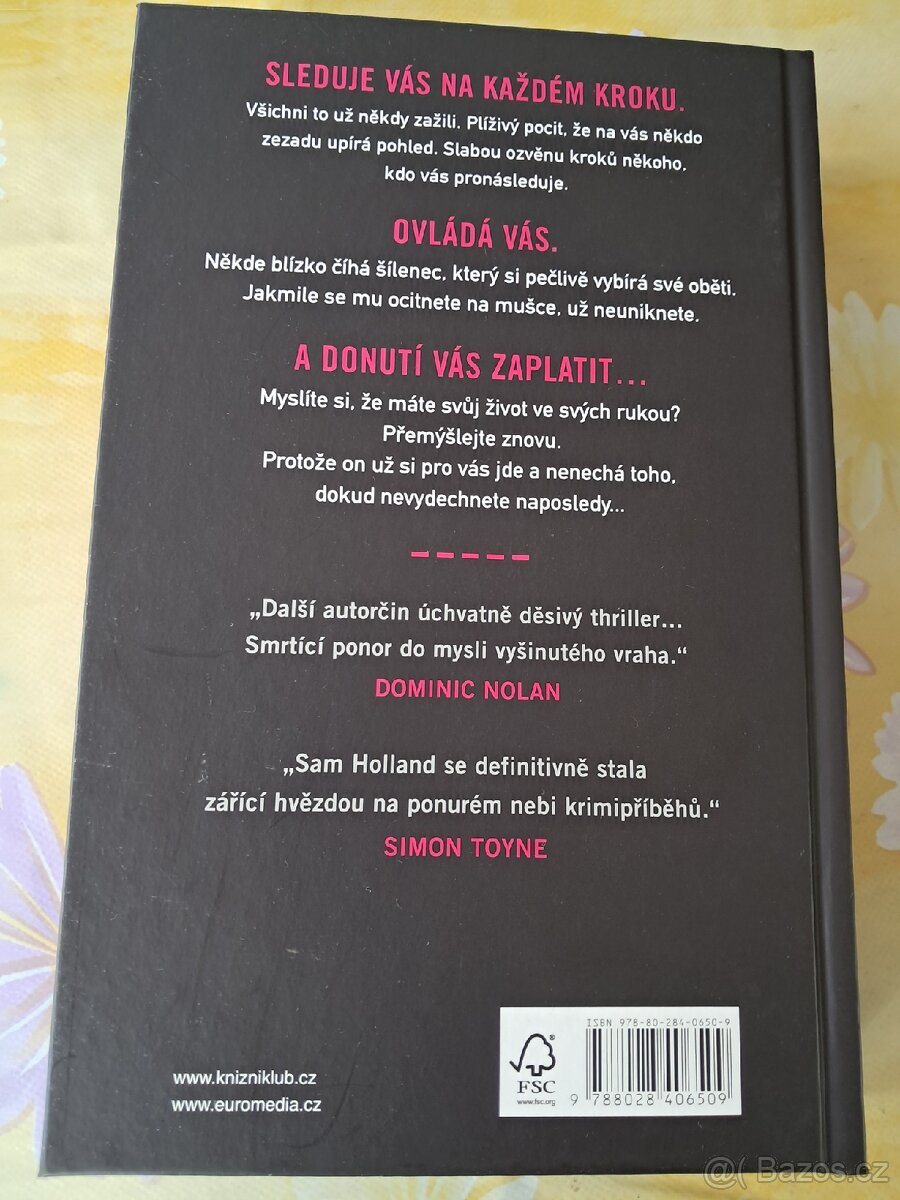 SLEDUJE VÁS NA KAŽDÉM KROKU.
Všichni to už někdy zažili. Plíživý pocit, že na vás někdo
zezadu upírá pohled. Slabou ozvěnu kroků někoho,
kdo vás pronásleduje.
OVLÁDÁ VÁS.
Někde blízko číhá šílenec, který si pečlivě vybírá své oběti.
Jakmile se mu ocitnete na mušce, už neuniknete.
A DONUTÍ VÁS ZAPLATIT...
Myslíte si, že máte svůj život ve svých rukou?
Přemýšlejte znovu.
Protože on už si pro vás jde a nenechá toho,
dokud nevydechnete naposledy...
„Další autorčin úchvatně děsivý thriller...
Smrtící ponor do mysli vyšinutého vraha.“
DOMINIC NOLAN
„Sam Holland se definitivně stala
zářící hvězdou na ponurém nebi krimipříběhů.“
SIMON TOYNE
www.knizniklub.cz
www.euromedia.cz
FSC
www.fsc.org
ISBN 978-80-284-0650-9
9 788028 406509
@( Bazos.cz